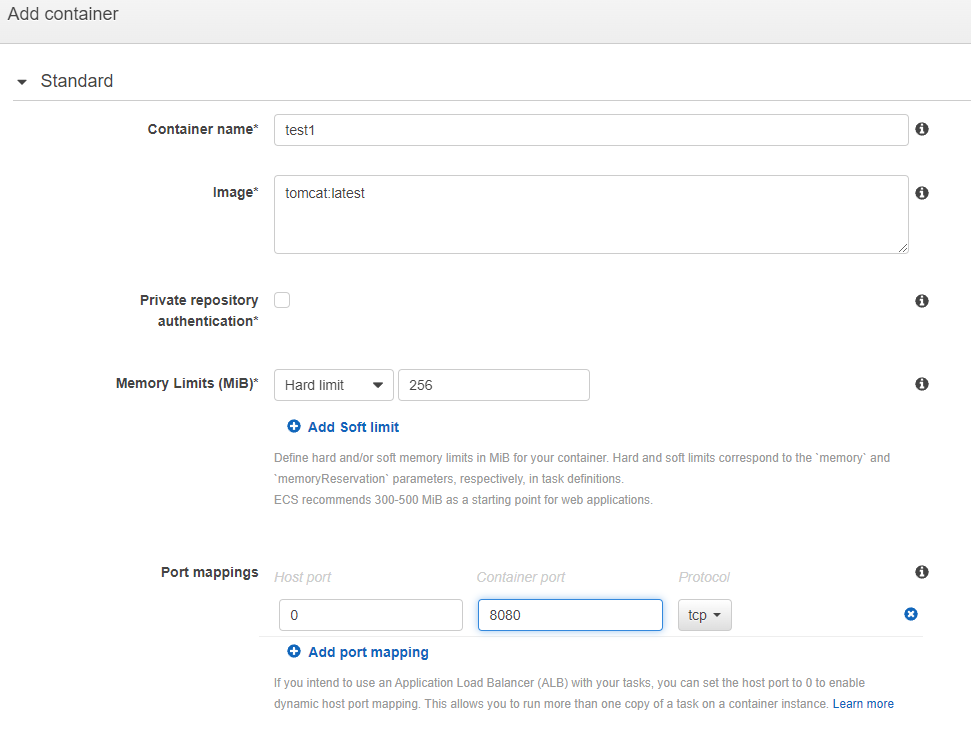 Add container
Standard
Container name*
test1
Image*
tomcat:latest
Private repository
authentication*
Memory Limits (MiB)*
Hard limit
256
Add Soft limit
Define hard and/or soft memory limits in MiB for your container. Hard and soft limits correspond to the `memory` and
`memoryReservation` parameters, respectively, in task definitions.
ECS recommends 300-500 MiB as a starting point for web applications.
Port mappings
Host port
Container port
Protocol
0
8080
tcp
Add port mapping
If you intend to use an Application Load Balancer (ALB) with your tasks, you can set the host port to 0 to enable
dynamic host port mapping. This allows you to run more than one copy of a task on a container instance. Learn more